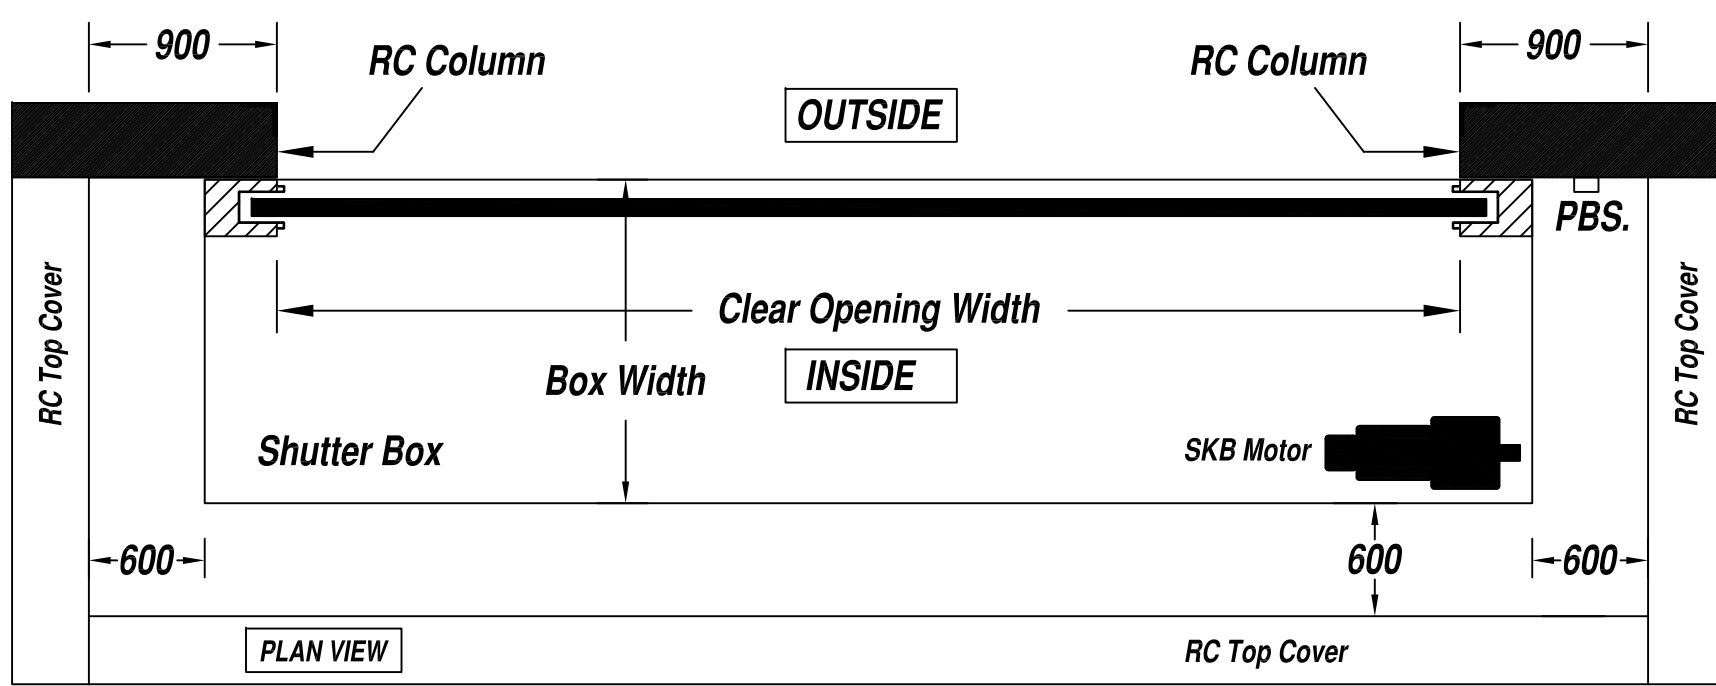 900
RC Column
RC Column
900
OUTSIDE
PBS.
RC Top Cover
Clear Opening Width
RC Top Cover
Box Width
INSIDE
Shutter Box
SKB Motor
600
600
600
PLAN VIEW
RC Top Cover